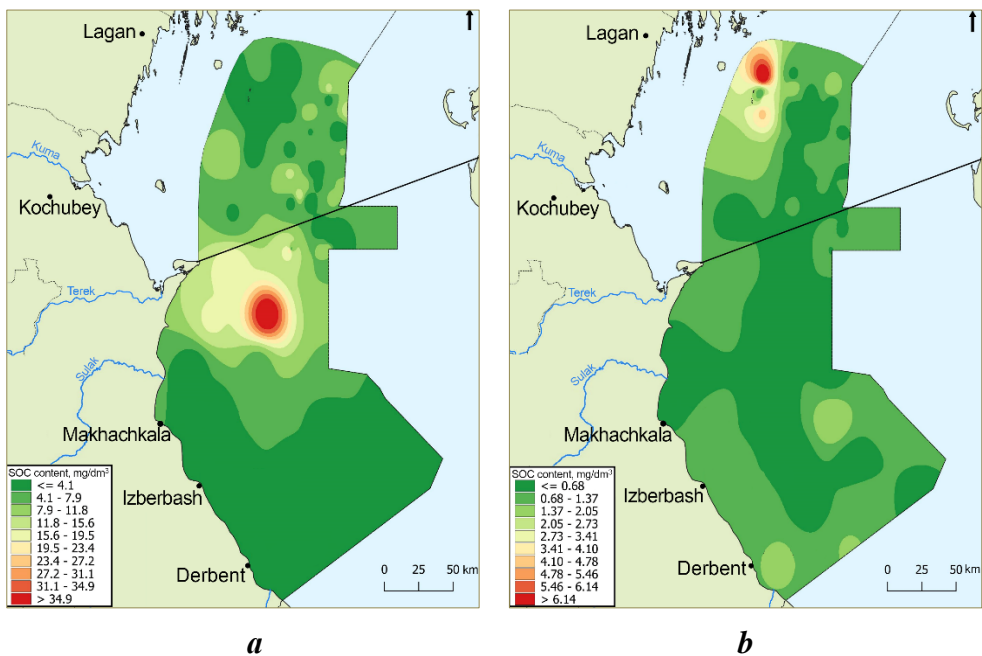 Lagan
Kuma
Kochubey
Terek
Sulak
Makhachkala
Izberbash
Derbent
SOC content, mg/dm³
<= 4.1
4.1 - 7.9
7.9 - 11.8
11.8 - 15.6
15.6 - 19.5
19.5 - 23.4
23.4 - 27.2
27.2 - 31.1
31.1 - 34.9
> 34.9
0 25 50 km
a
Lagan
Kuma
Kochubey
Terek
Sulak
Makhachkala
Izberbash
Derbent
SOC content, mg/dm³
<= 0.68
0.68 - 1.37
1.37 - 2.05
2.05 - 2.73
2.73 - 3.41
3.41 - 4.10
4.10 - 4.78
4.78 - 5.46
5.46 - 6.14
> 6.14
0 25 50 km
b